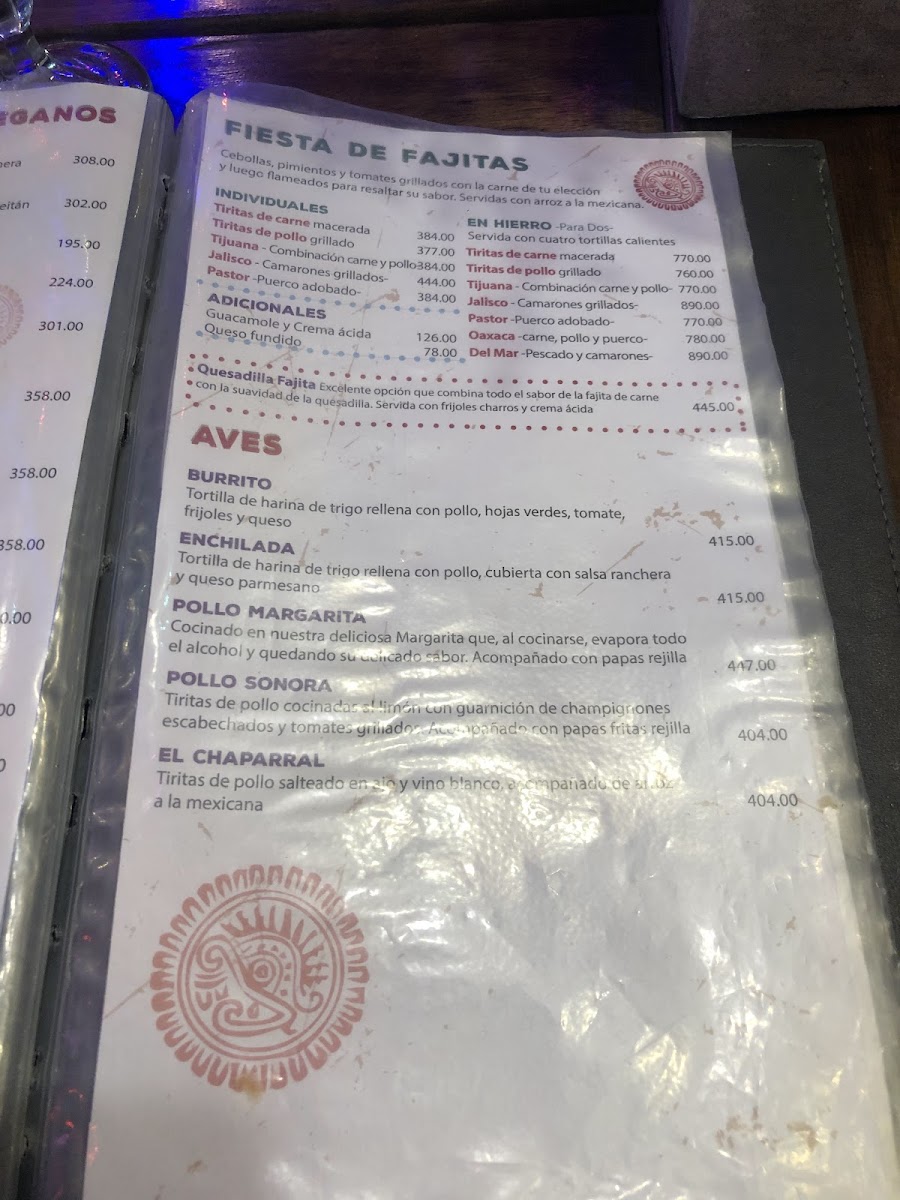 EGANOS
nera 308.00
eitán 302.00
195.00
224.00
301.00
358.00
358.00
358.00
0.00
00
0
FIESTA DE FAJITAS
Cebollas, pimientos y tomates grillados con la carne de tu elección
y luego flameados para resaltar su sabor. Servidas con arroz a la mexicana.
INDIVIDUALES
Tiritas de carne macerada 384.00
Tiritas de pollo grillado 377.00
Tijuana - Combinación carne y pollo 384.00
Jalisco - Camarones grillados- 444.00
Pastor -Puerco adobado- 384.00
ADICIONALES
Guacamole y Crema ácida 126.00
Queso fundido 78.00
EN HIERRO -Para Dos-
Servida con cuatro tortillas calientes
Tiritas de carne macerada 770.00
Tiritas de pollo grillado 760.00
Tijuana - Combinación carne y pollo- 770.00
Jalisco - Camarones grillados- 890.00
Pastor -Puerco adobado- 770.00
Oaxaca -carne, pollo y puerco- 780.00
Del Mar -Pescado y camarones- 890.00
Quesadilla Fajita Excelente opción que combina todo el sabor de la fajita de carne
con la suavidad de la quesadilla. Servida con frijoles charros y crema ácida 445.00
AVES
BURRITO
Tortilla de harina de trigo rellena con pollo, hojas verdes, tomate,
frijoles y queso 415.00
ENCHILADA
Tortilla de harina de trigo rellena con pollo, cubierta con salsa ranchera
y queso parmesano 415.00
POLLO MARGARITA
Cocinado en nuestra deliciosa Margarita que, al cocinarse, evapora todo
el alcohol y quedando su delicado sabor. Acompañado con papas rejilla 447.00
POLLO SONORA
Tiritas de pollo cocinadas al limón con guarnición de champignones
escabechados y tomates grillados. Acompañado con papas fritas rejilla 404.00
EL CHAPARRAL
Tiritas de pollo salteado en ajo y vino blanco, acompañado de arroz
a la mexicana 404.00